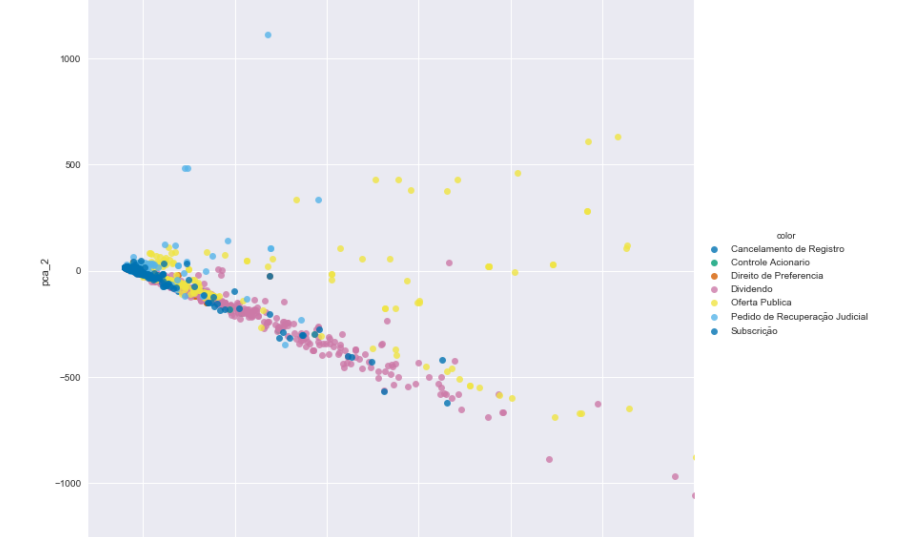 1000
500
0
−500
−1000
pca_2
color
Cancelamento de Registro
Controle Acionario
Direito de Preferencia
Dividendo
Oferta Publica
Pedido de Recuperação Judicial
Subscrição